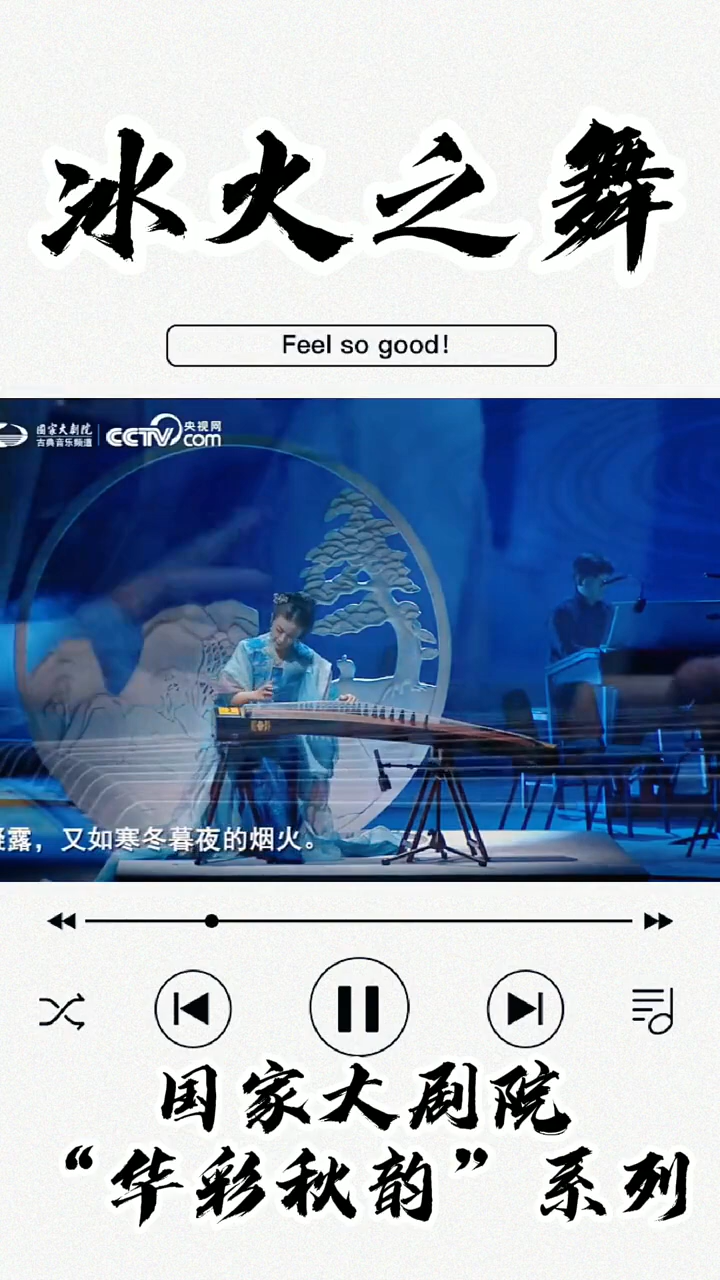 冰火之舞
Feel so good!
国家大剧院
古典音乐频道
CCTV.com
央视网
露，又如寒冬暮夜的烟火。
国家大剧院
“华彩秋韵”系列